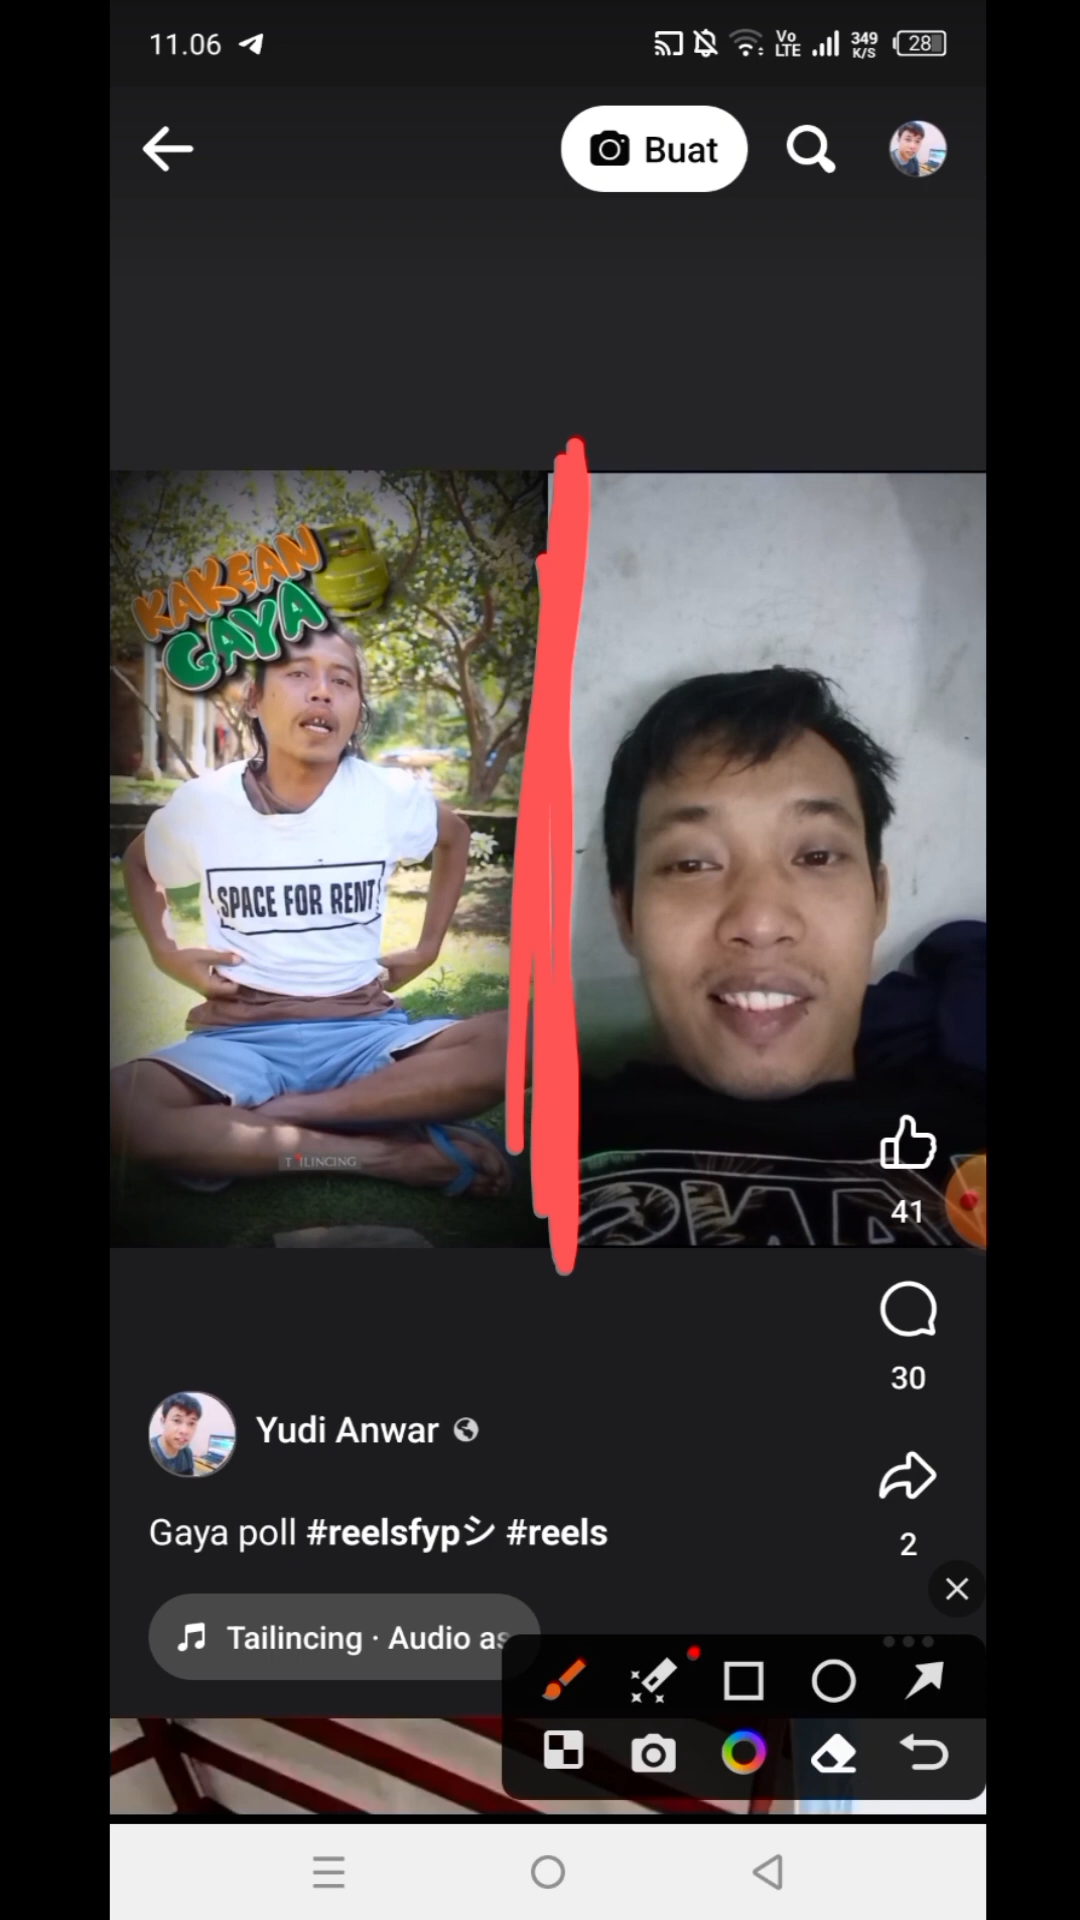 11.06
Vo
LTE
349
K/S
28
Buat
KAKEAN
GAYA
SPACE FOR RENT
TAILINCING
41
30
Yudi Anwar
Gaya poll #reelsfypシ #reels
2
Tailincing · Audio as